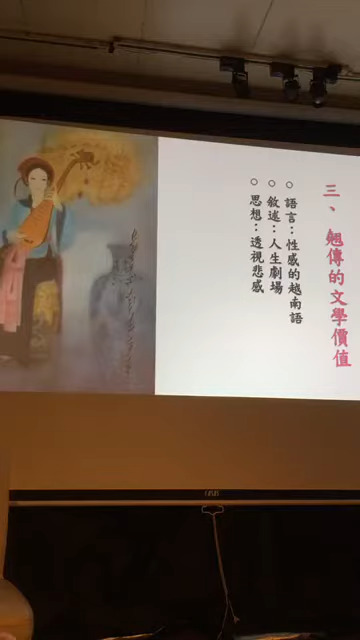 三、翹傳的文學價值
○ 語言：性感的越南語
○ 敘述：人生劇場
○ 思想：透視悲感